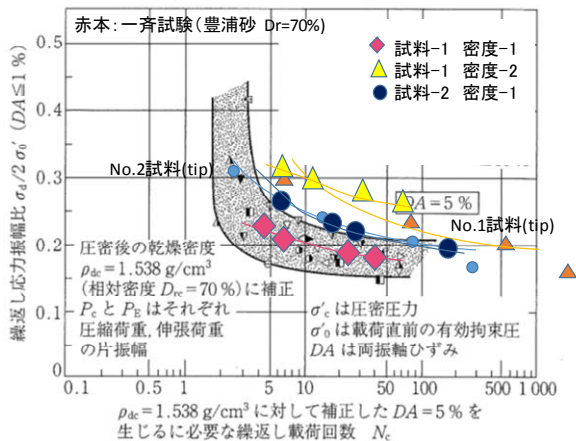 赤本：一斉試験（豊浦砂 Dr=70%）
試料-1 密度-1
試料-1 密度-2
試料-2 密度-1
繰返し応力振幅比 σd/2 σ′0 (DA≦1 %)
0.5
0.4
0.3
0.2
0.1
0
No.2試料(tip)
DA=5 %
No.1試料(tip)
圧密後の乾燥密度
ρdc=1.538 g/cm³
(相対密度 Drc=70 %)に補正
Pc と PE はそれぞれ
圧縮荷重, 伸張荷重
の片振幅
σ′c は圧密圧力
σ′0 は載荷直前の有効拘束圧
DA は両振軸ひずみ
0.1 0.5 1 5 10 50 100 500 1 000
ρdc=1.538 g/cm³ に対して補正した DA=5 % を
生じるに必要な繰返し載荷回数 Nc